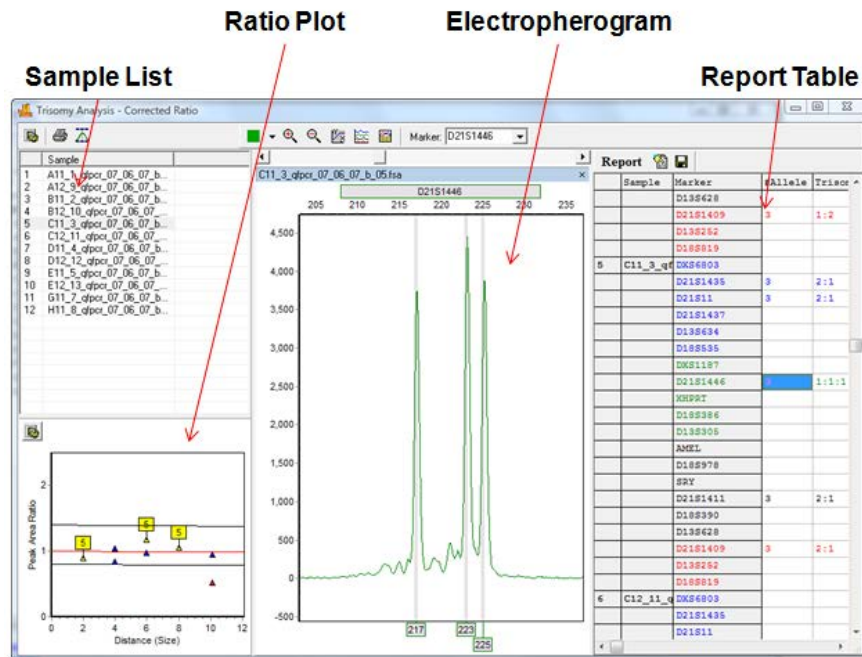 Ratio Plot
Electropherogram
Sample List
Report Table
Trisomy Analysis - Corrected Ratio
Marker: D21S1446
Sample
1 A11_1_qfpcr_07_06_07_b...
2 A12_9_qfpcr_07_06_07_b...
3 B11_2_qfpcr_07_06_07_b...
4 B12_10_qfpcr_07_06_07_...
5 C11_3_qfpcr_07_06_07_b...
6 C12_11_qfpcr_07_06_07_...
7 D11_4_qfpcr_07_06_07_b...
8 D12_12_qfpcr_07_06_07_...
9 E11_5_qfpcr_07_06_07_b...
10 E12_13_qfpcr_07_06_07_...
11 G11_7_qfpcr_07_06_07_b...
12 H11_8_qfpcr_07_06_07_b...
Peak Area Ratio
2
1
0
5 5 5
0 2 4 6 8 10 12
Distance (Size)
C11_3_qfpcr_07_06_07_b_05.fsa
D21S1446
205 210 215 220 225 230 235
4,500
4,000
3,500
3,000
2,500
2,000
1,500
1,000
500
0
-500
217 223
225
Report
Sample Marker #Allele Trisom
D13S628
D21S1409 3 1:2
D13S252
D18S819
5 C11_3_qf DXS6803
D21S1435 3 2:1
D21S11 3 2:1
D21S1437
D13S634
D18S535
DXS1187
D21S1446 3 1:1:1
XHPRT
D18S386
D13S305
AMEL
D18S978
SRY
D21S1411 3 2:1
D18S390
D13S628
D21S1409 3 2:1
D13S252
D18S819
6 C12_11_q DXS6803
D21S1435
D21S11